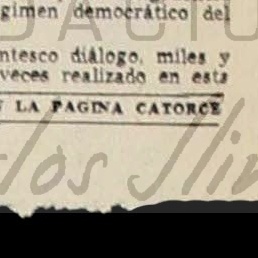 gimen democrático del
ntesco diálogo, miles y
veces realizado en esta
N LA PAGINA CATORCE